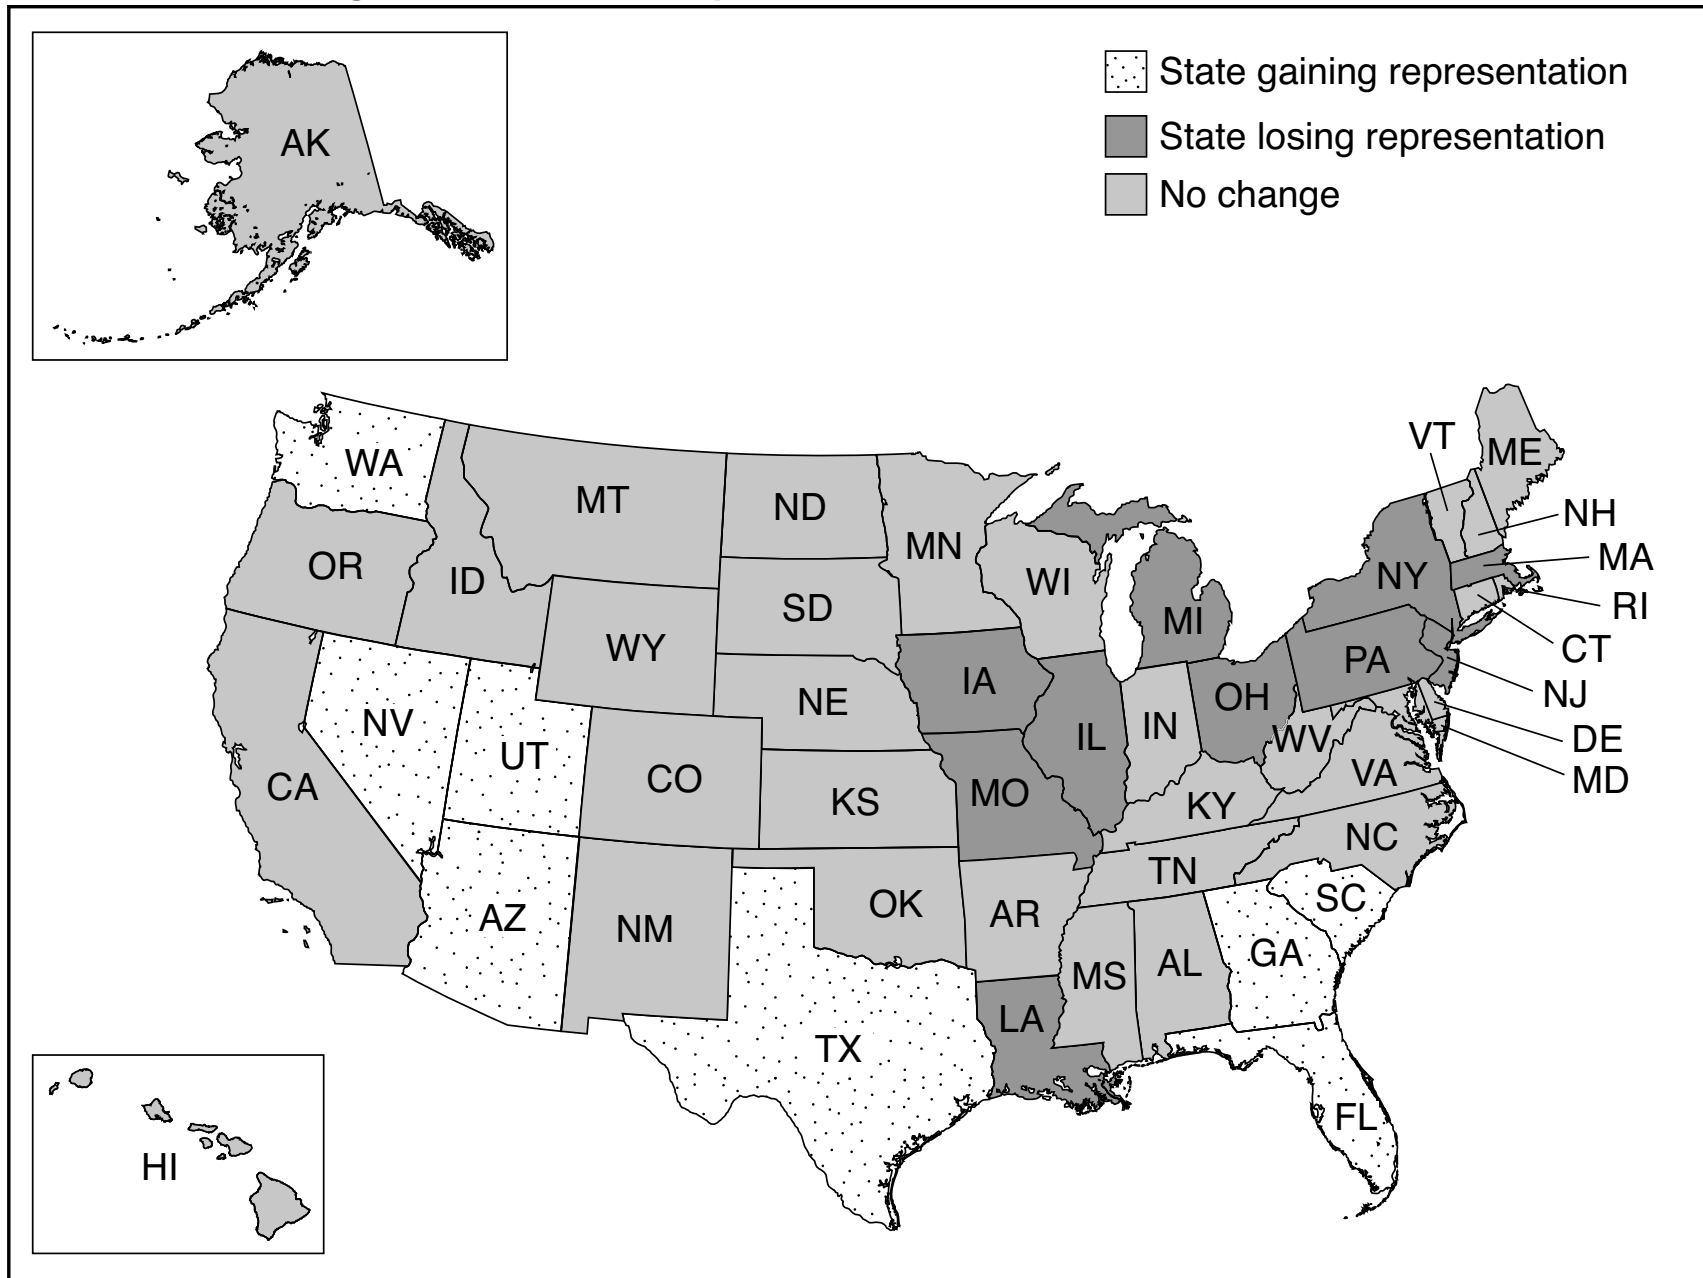 State gaining representation
State losing representation
No change
AK
WA
MT
ND
MN
VT
ME
NH
MA
RI
CT
NJ
DE
MD
OR
ID
WY
SD
WI
MI
NY
PA
NV
UT
CO
NE
IA
IL
IN
OH
WV
VA
CA
KS
MO
KY
NC
AZ
NM
OK
AR
TN
SC
TX
LA
MS
AL
GA
FL
HI